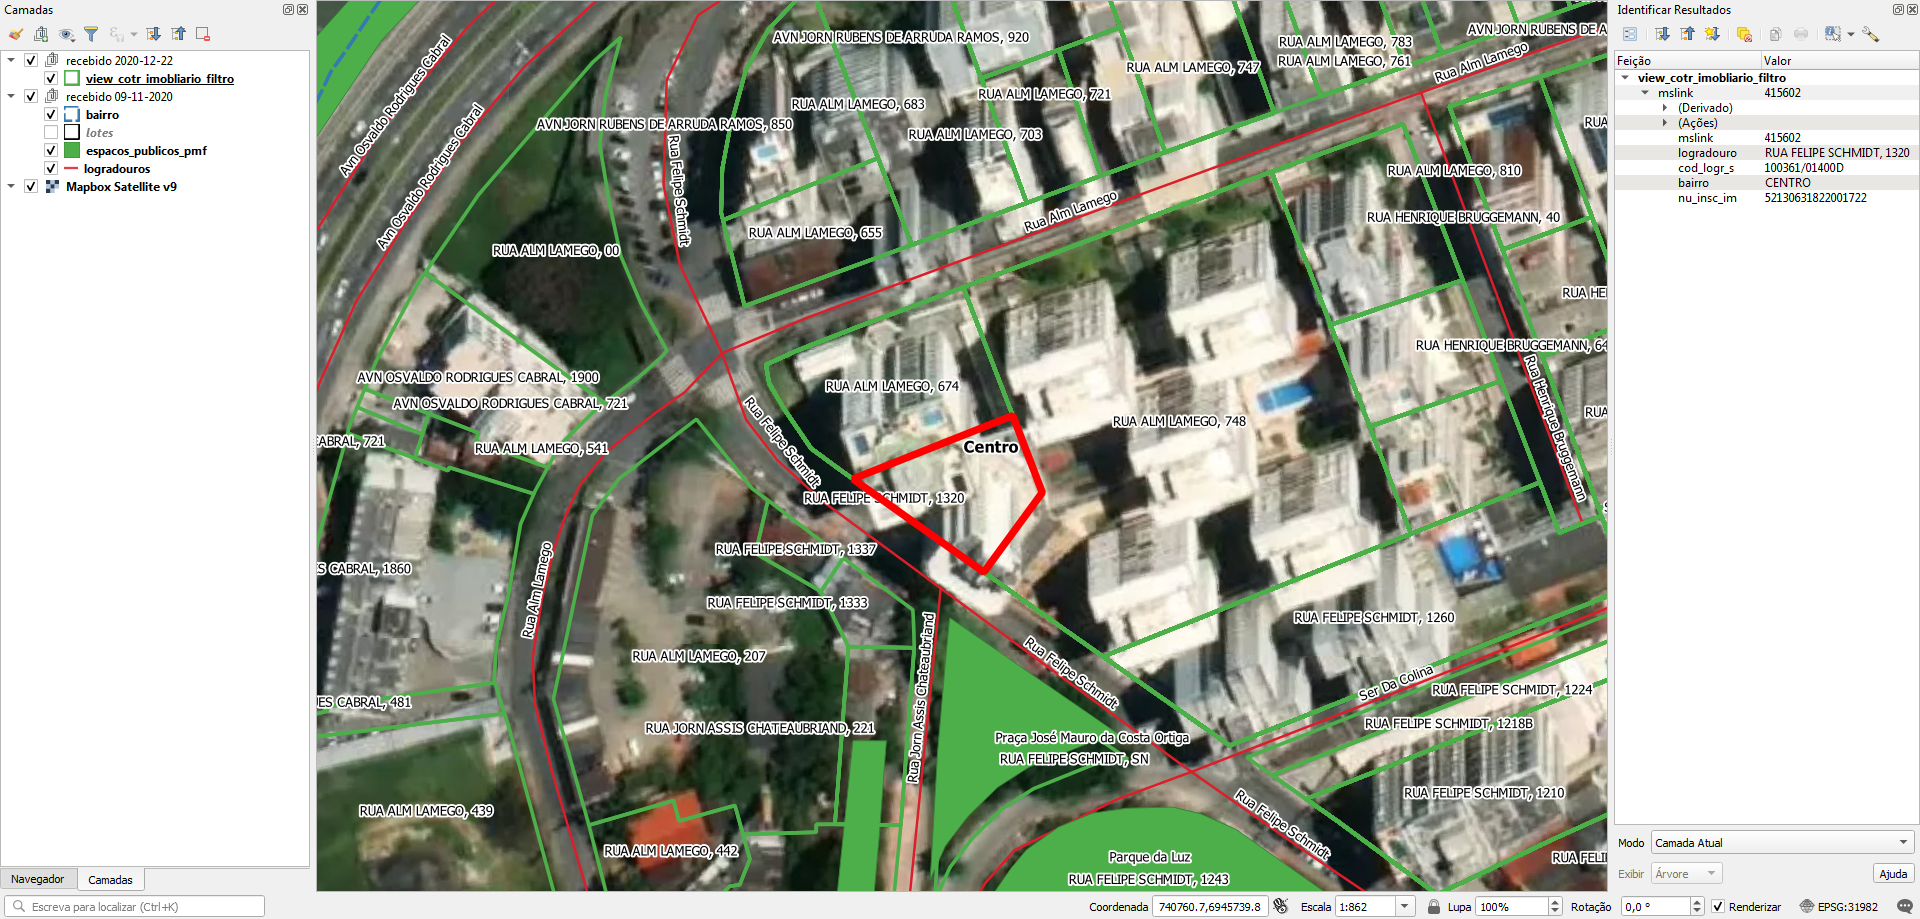 Camadas
recebido 2020-12-22
view_cotr_imobliario_filtro
recebido 09-11-2020
bairro
lotes
espacos_publicos_pmf
logradouros
Mapbox Satellite v9
Navegador
Camadas
Escreva para localizar (Ctrl+K)
AVN JORN RUBENS DE ARRUDA RAMOS, 920
RUA ALM LAMEGO, 783
AVN JORN RUBENS DE A
RUA ALM LAMEGO, 761
RUA ALM LAMEGO, 747
Rua Alm Lamego
Avn Osvaldo Rodrigues Cabral
RUA ALM LAMEGO, 721
RUA ALM LAMEGO, 683
AVN JORN RUBENS DE ARRUDA RAMOS, 850
RUA ALM LAMEGO, 703
RUA
Avn Osvaldo Rodrigues Cabral
Rua Felipe Schmidt
RUA ALM LAMEGO, 810
Rua Alm Lamego
RUA HENRIQUE BRUGGEMANN, 40
RUA ALM LAMEGO, 655
RUA ALM LAMEGO, 00
RUA HE
RUA HENRIQUE BRUGGEMANN, 64
AVN OSVALDO RODRIGUES CABRAL, 1900
RUA ALM LAMEGO, 674
AVN OSVALDO RODRIGUES CABRAL, 721
Rua Henrique Bruggemann
RUA
RUA ALM LAMEGO, 748
Rua Felipe Schmidt
CABRAL, 721
RUA ALM LAMEGO, 541
Centro
RUA FELIPE SCHMIDT, 1320
RUA FELIPE SCHMIDT, 1337
S CABRAL, 1860
Rua Alm Lamego
RUA FELIPE SCHMIDT, 1333
RUA FELIPE SCHMIDT, 1260
RUA ALM LAMEGO, 207
Rua Jorn Assis Chateaubriand
Rua Felipe Schmidt
Ser Da Colina
RUA FELIPE SCHMIDT, 1224
ES CABRAL, 481
RUA FELIPE SCHMIDT, 1218B
RUA JORN ASSIS CHATEAUBRIAND, 221
Praça José Mauro da Costa Ortiga
RUA FELIPE SCHMIDT, SN
RUA FELIPE SCHMIDT, 1210
RUA ALM LAMEGO, 439
Rua Felipe Schmidt
RUA ALM LAMEGO, 442
Parque da Luz
RUA FELI
RUA FELIPE SCHMIDT, 1243
Identificar Resultados
Feição Valor
view_cotr_imobliario_filtro
mslink 415602
(Derivado)
(Ações)
mslink 415602
logradouro RUA FELIPE SCHMIDT, 1320
cod_logr_s 100361/01400D
bairro CENTRO
nu_insc_im 52130631822001722
Modo Camada Atual
Exibir Árvore Ajuda
Coordenada 740760.7,6945739.8 Escala 1:862 Lupa 100% Rotação 0,0 ° Renderizar EPSG:31982